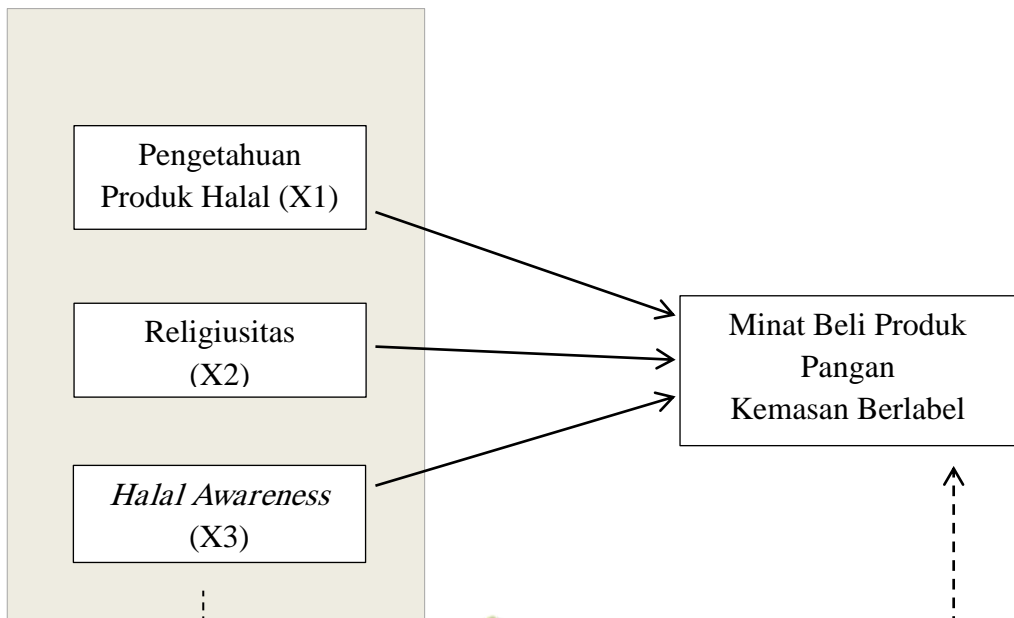 Pengetahuan
Produk Halal (X1)
Religiusitas
(X2)
Halal Awareness
(X3)
Minat Beli Produk
Pangan
Kemasan Berlabel